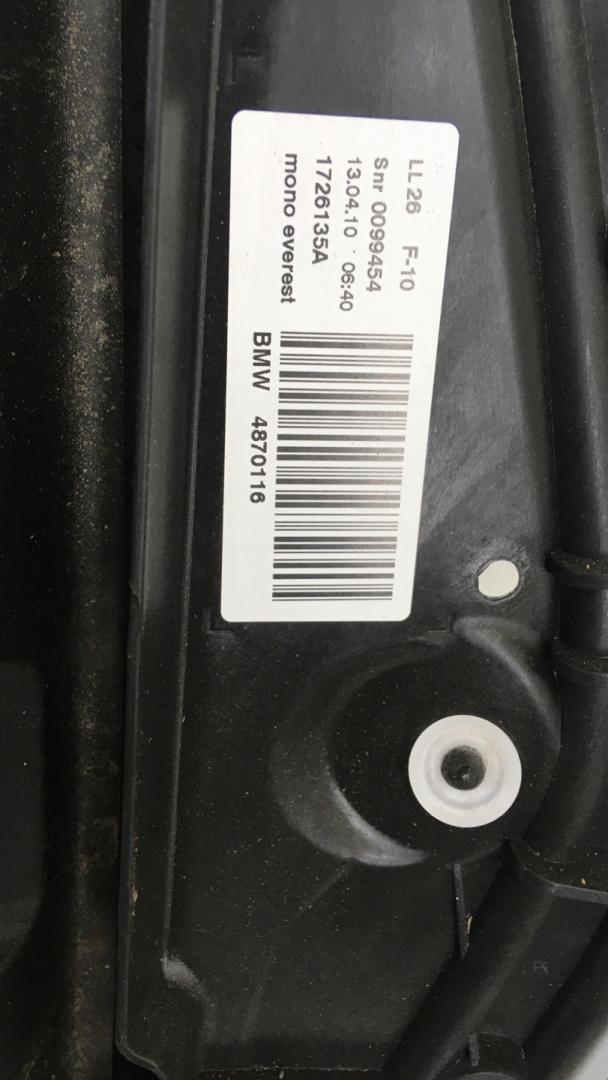 LL 26 F-10
Snr 0099454
13.04.10 06:40
1726135A
mono everest
BMW 4870116